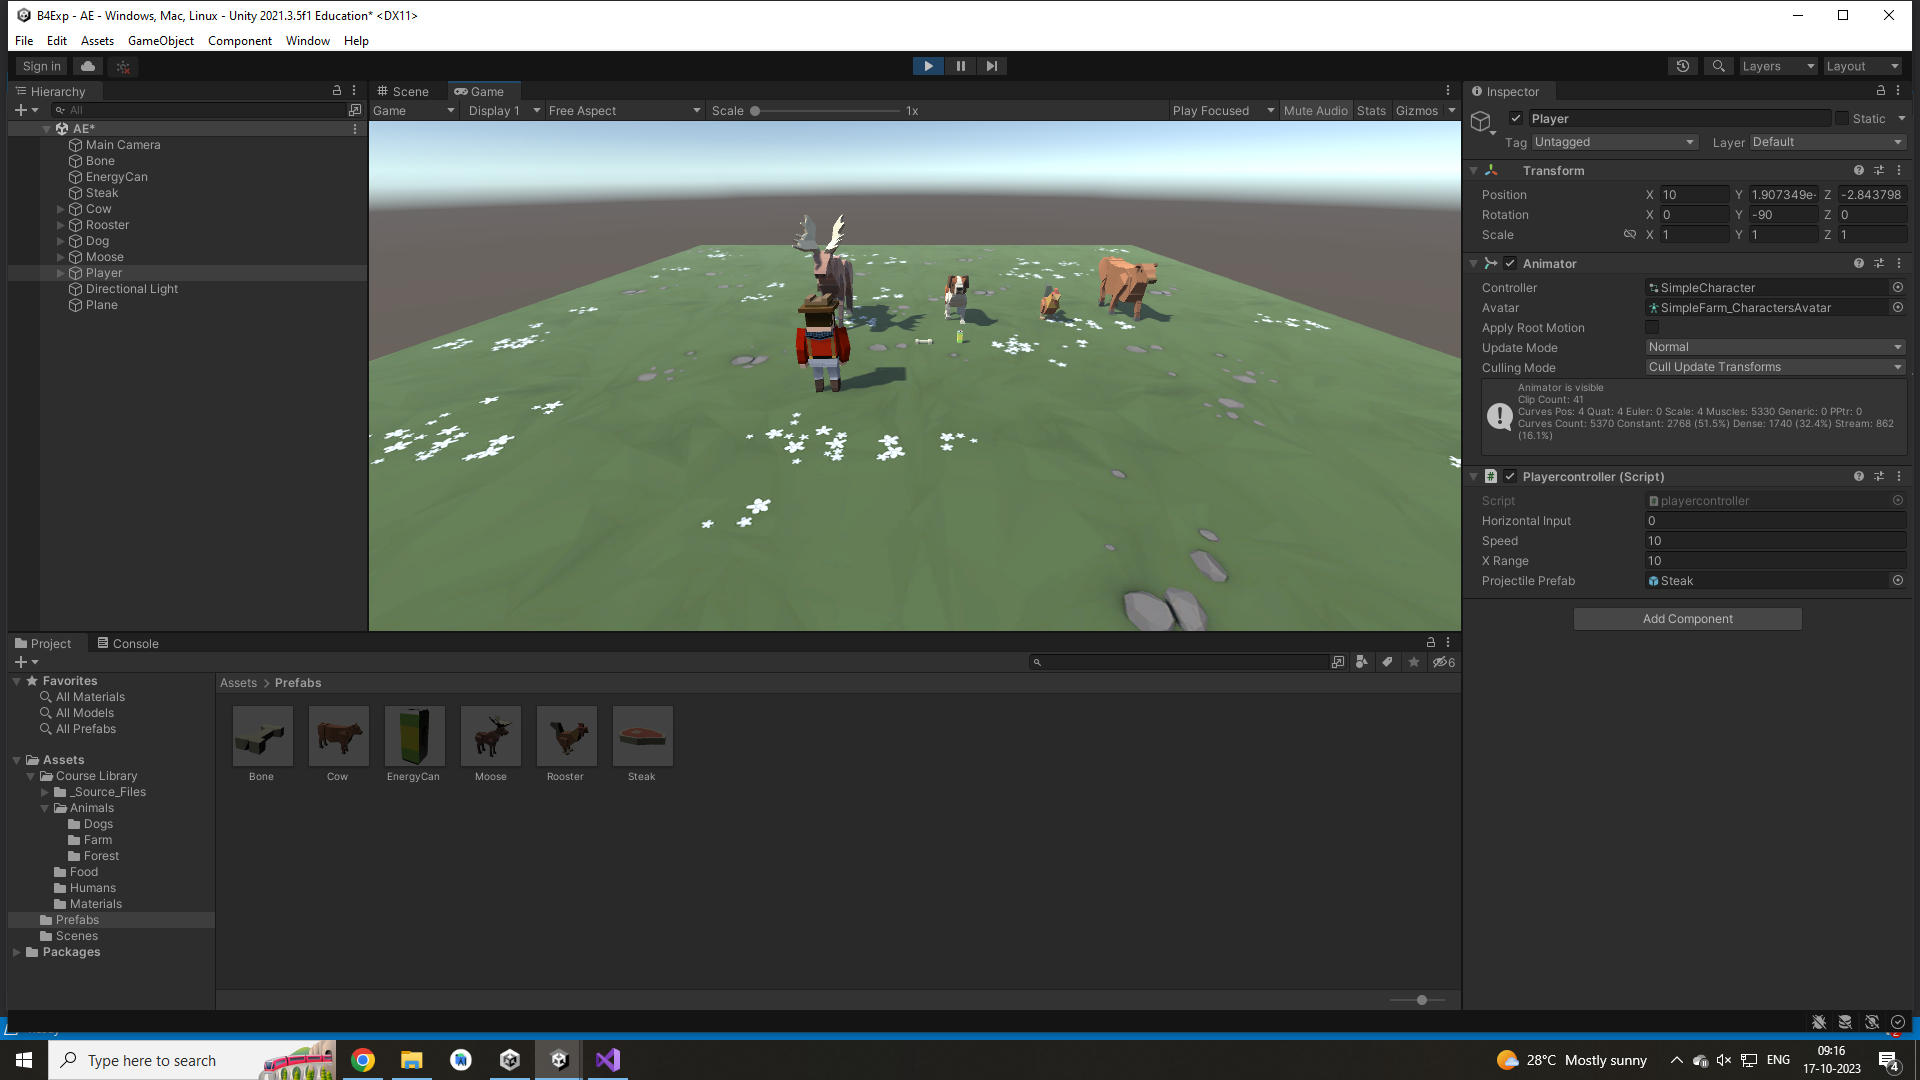 B4Exp - AE - Windows, Mac, Linux - Unity 2021.3.5f1 Education* <DX11>
File Edit Assets GameObject Component Window Help
Sign in
Layers
Layout
Hierarchy
All
AE*
Main Camera
Bone
EnergyCan
Steak
Cow
Rooster
Dog
Moose
Player
Directional Light
Plane
Scene Game
Game Display 1 Free Aspect Scale 1x Play Focused Mute Audio Stats Gizmos
Inspector
Player Static
Tag Untagged Layer Default
Transform
Position X 10 Y 1.907349e- Z -2.843798
Rotation X 0 Y -90 Z 0
Scale X 1 Y 1 Z 1
Animator
Controller SimpleCharacter
Avatar SimpleFarm_CharactersAvatar
Apply Root Motion
Update Mode Normal
Culling Mode Cull Update Transforms
Animator is visible
Clip Count: 41
Curves Pos: 4 Quat: 4 Euler: 0 Scale: 4 Muscles: 5330 Generic: 0 PPtr: 0
Curves Count: 5370 Constant: 2768 (51.5%) Dense: 1740 (32.4%) Stream: 862
(16.1%)
# Playercontroller (Script)
Script playercontroller
Horizontal Input 0
Speed 10
X Range 10
Projectile Prefab Steak
Add Component
Project Console
6
Favorites
All Materials
All Models
All Prefabs
Assets
Course Library
_Source_Files
Animals
Dogs
Farm
Forest
Food
Humans
Materials
Prefabs
Scenes
Packages
Assets > Prefabs
Bone Cow EnergyCan Moose Rooster Steak
Type here to search
28°C Mostly sunny
ENG
09:16
17-10-2023
4